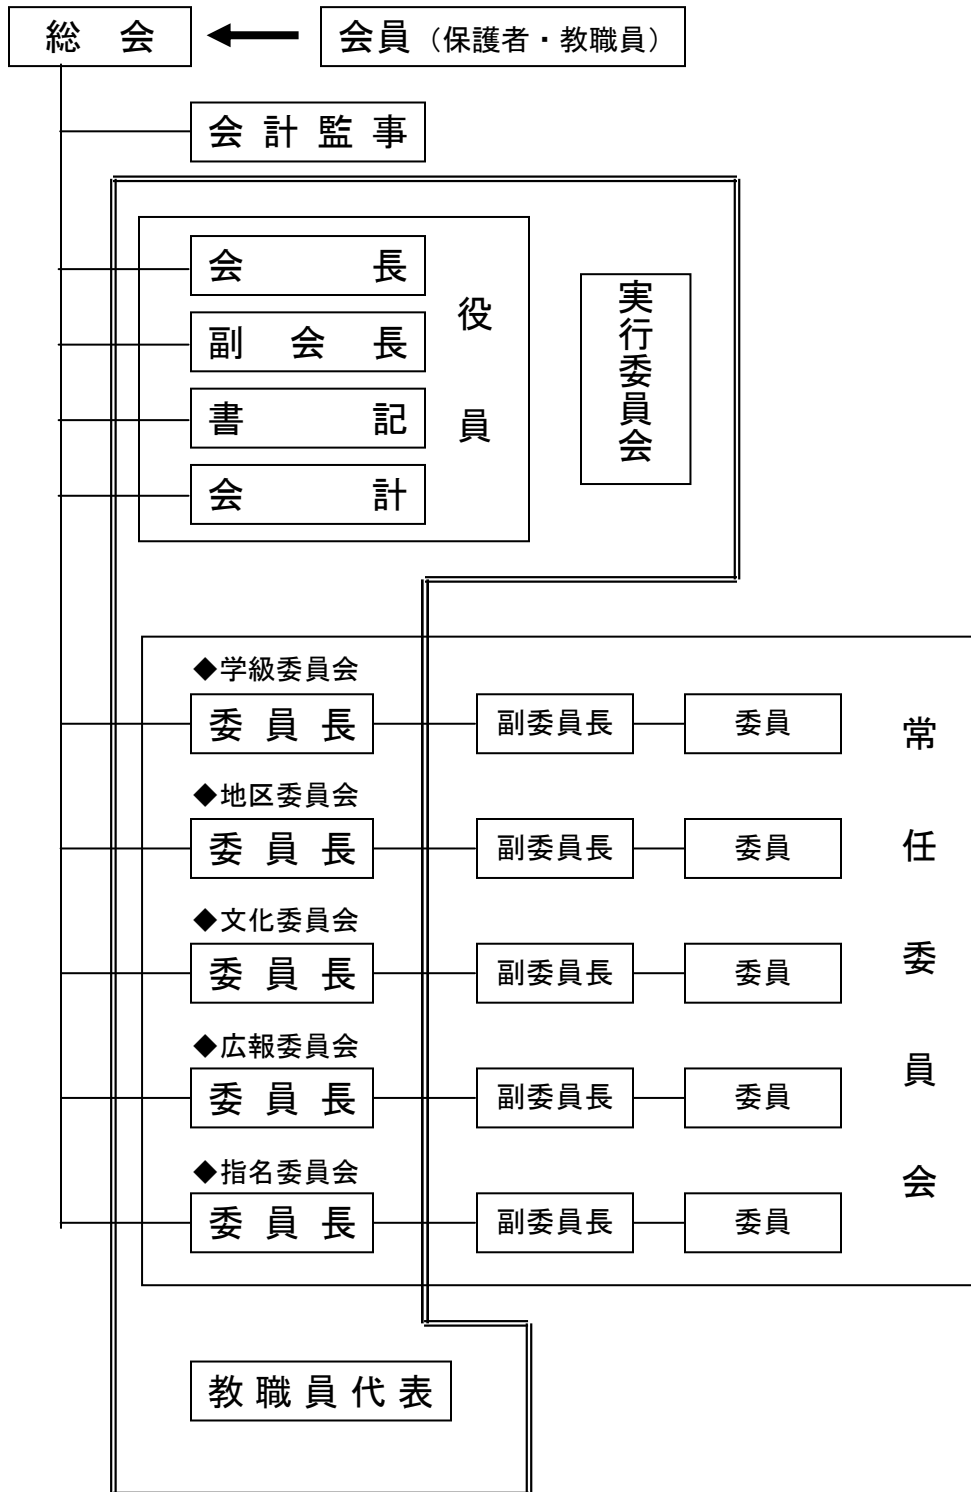 総会
会員（保護者・教職員）
会計監事
会長
副会長
書記
会計
役員
実行委員会
◆学級委員会
委員長
副委員長
委員
◆地区委員会
委員長
副委員長
委員
◆文化委員会
委員長
副委員長
委員
◆広報委員会
委員長
副委員長
委員
◆指名委員会
委員長
副委員長
委員
常任委員会
教職員代表